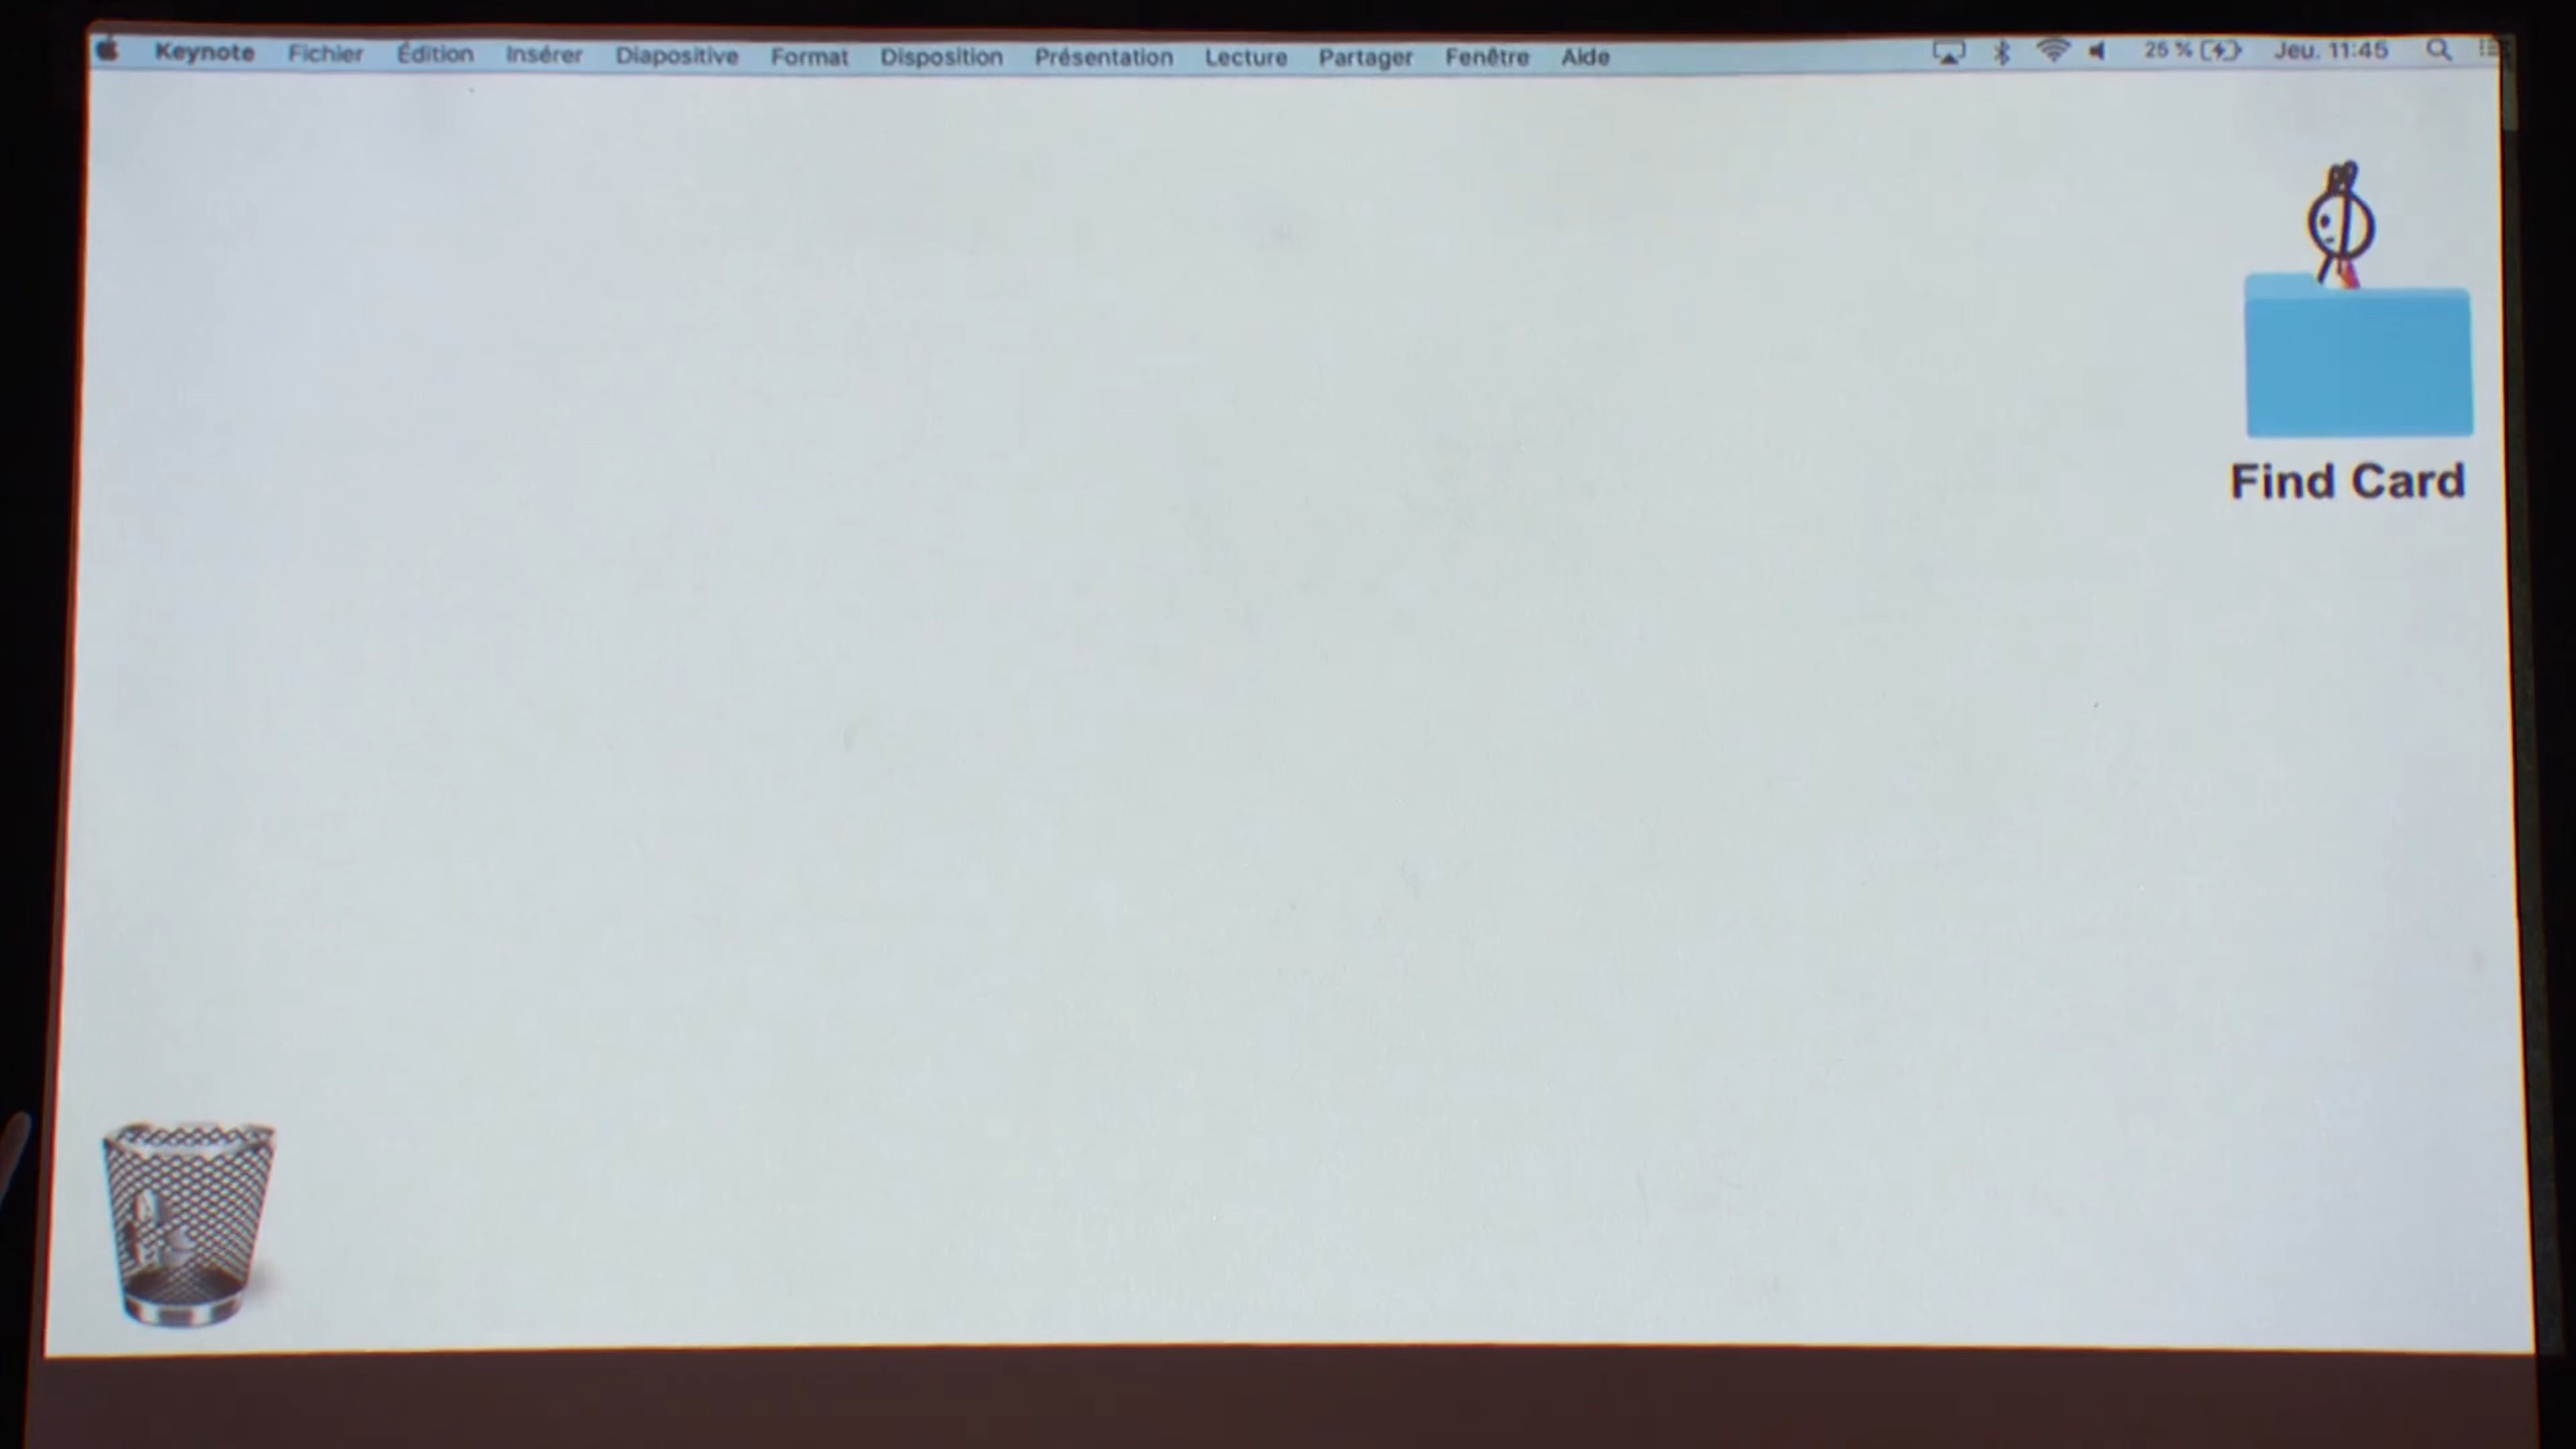 Keynote Fichier Édition Insérer Diapositive Format Disposition Présentation Lecture Partager Fenêtre Aide 25 % Jeu. 11:45
Find Card